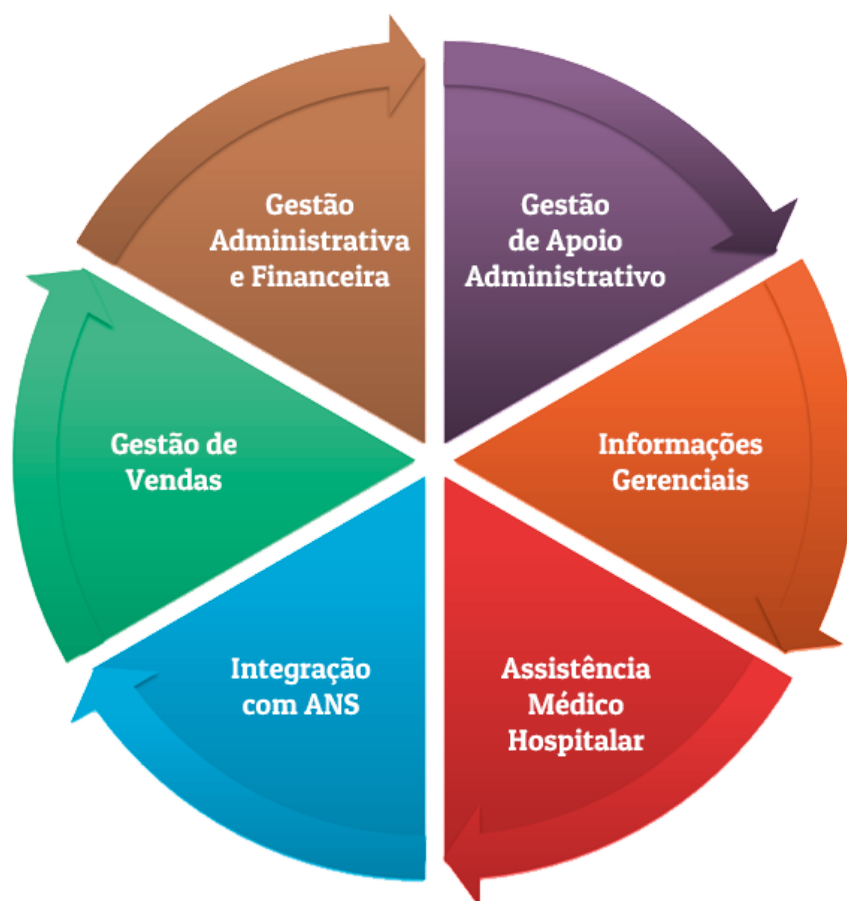 Gestão
Administrativa
e Financeira
Gestão
de Apoio
Administrativo
Informações
Gerenciais
Assistência
Médico
Hospitalar
Integração
com ANS
Gestão de
Vendas